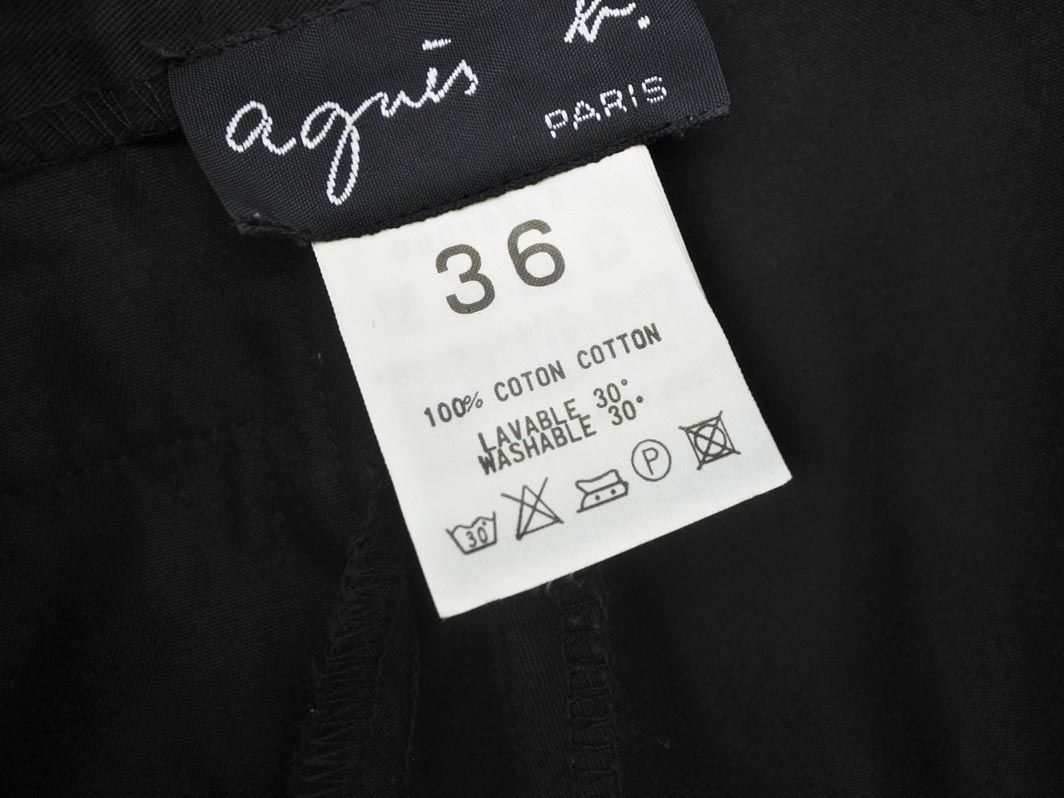 agnès b.
PARIS
36
100% COTON COTTON
LAVABLE 30°
WASHABLE 30°
30°
P